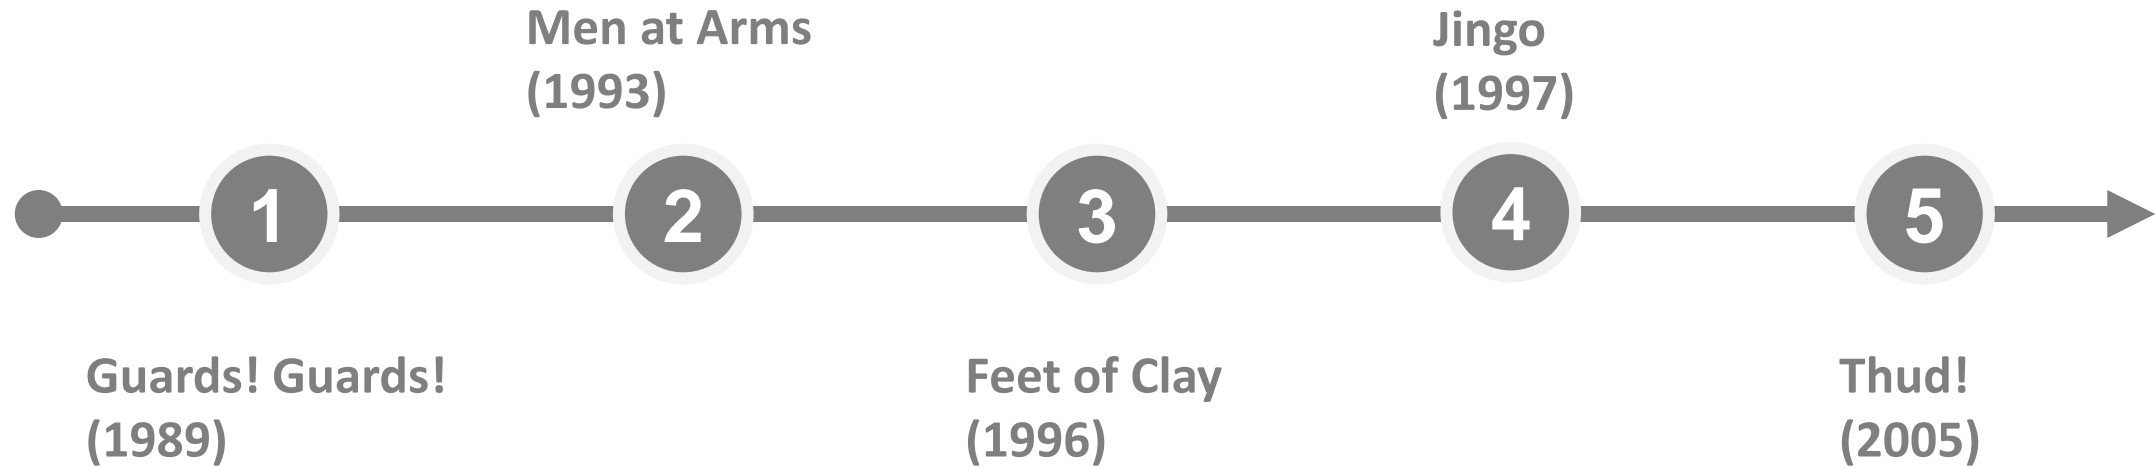 Men at Arms
(1993)
Jingo
(1997)
1
2
3
4
5
Guards! Guards!
(1989)
Feet of Clay
(1996)
Thud!
(2005)